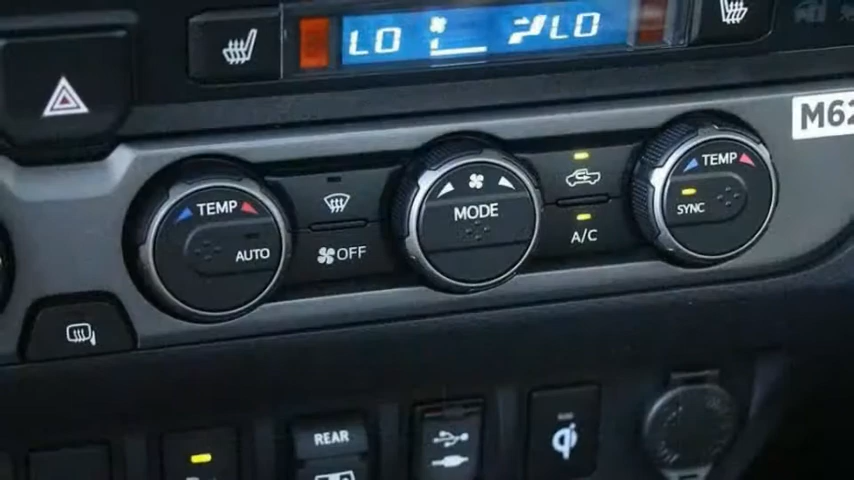 LO
LO
M62
TEMP
AUTO
OFF
MODE
A/C
TEMP
SYNC
REAR